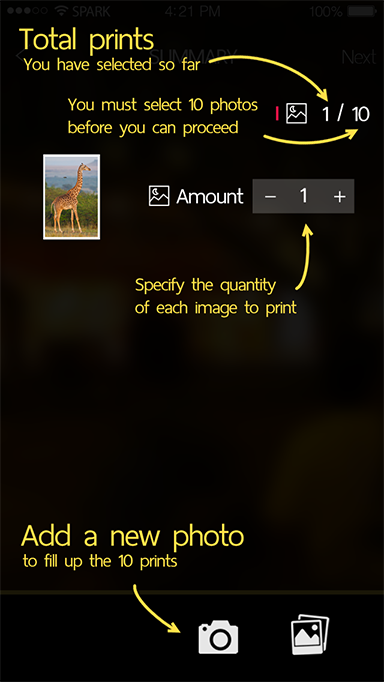 SPARK 4:21 PM 100%
Total prints
SUMMARY Next
You have selected so far
You must select 10 photos
before you can proceed
1 / 10
Amount − 1 +
Specify the quantity
of each image to print
Add a new photo
to fill up the 10 prints